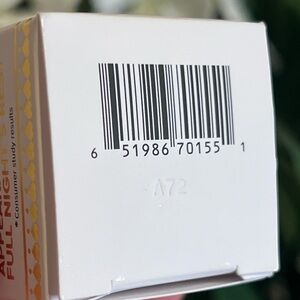 6 51986 70155 1
A72
FULL NIGH
* Consumer study results